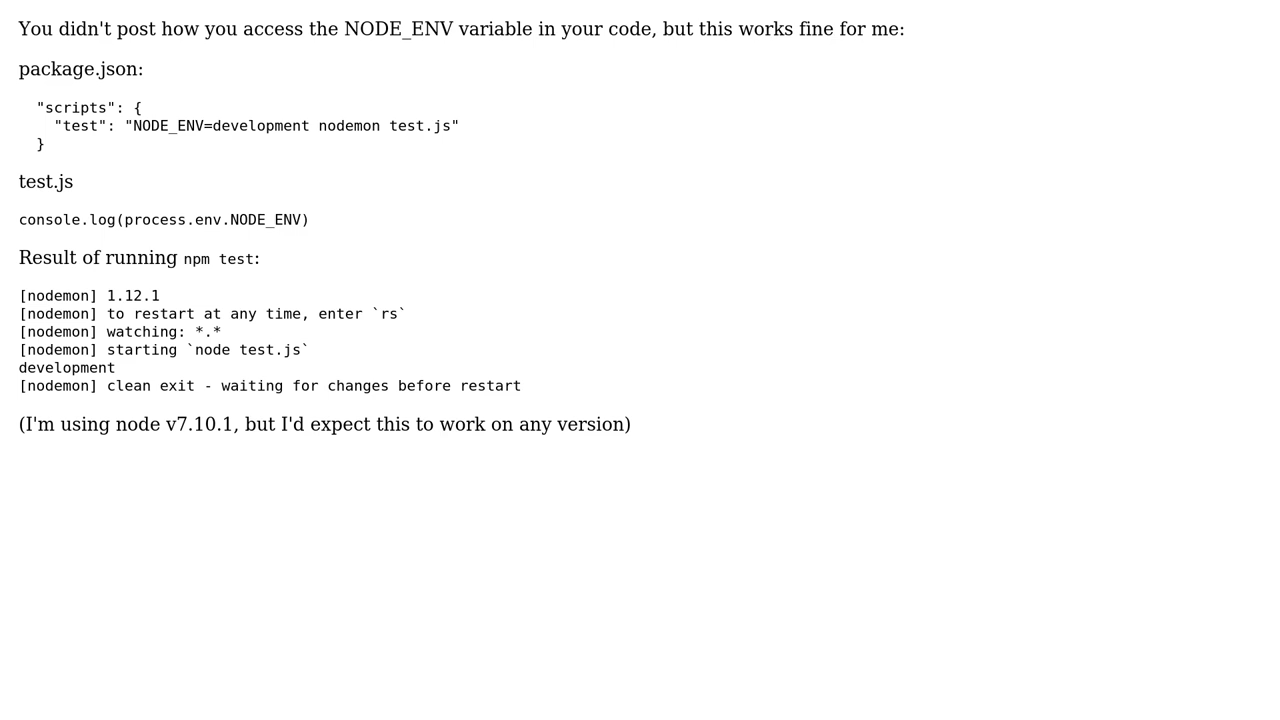 You didn't post how you access the NODE_ENV variable in your code, but this works fine for me:
package.json:
  "scripts": {
    "test": "NODE_ENV=development nodemon test.js"
  }
test.js
console.log(process.env.NODE_ENV)
Result of running npm test:
[nodemon] 1.12.1
[nodemon] to restart at any time, enter `rs`
[nodemon] watching: *.*
[nodemon] starting `node test.js`
development
[nodemon] clean exit - waiting for changes before restart
(I'm using node v7.10.1, but I'd expect this to work on any version)